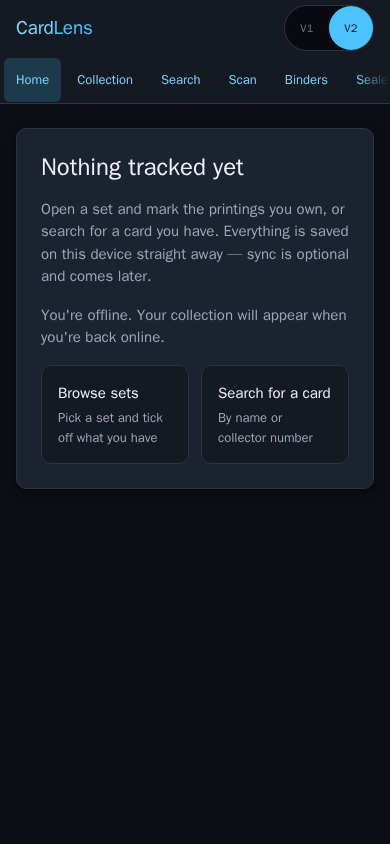 CardLens
V1
V2
Home
Collection
Search
Scan
Binders
Seale
Nothing tracked yet
Open a set and mark the printings you own, or
search for a card you have. Everything is saved
on this device straight away — sync is optional
and comes later.
You're offline. Your collection will appear when
you're back online.
Browse sets
Pick a set and tick
off what you have
Search for a card
By name or
collector number